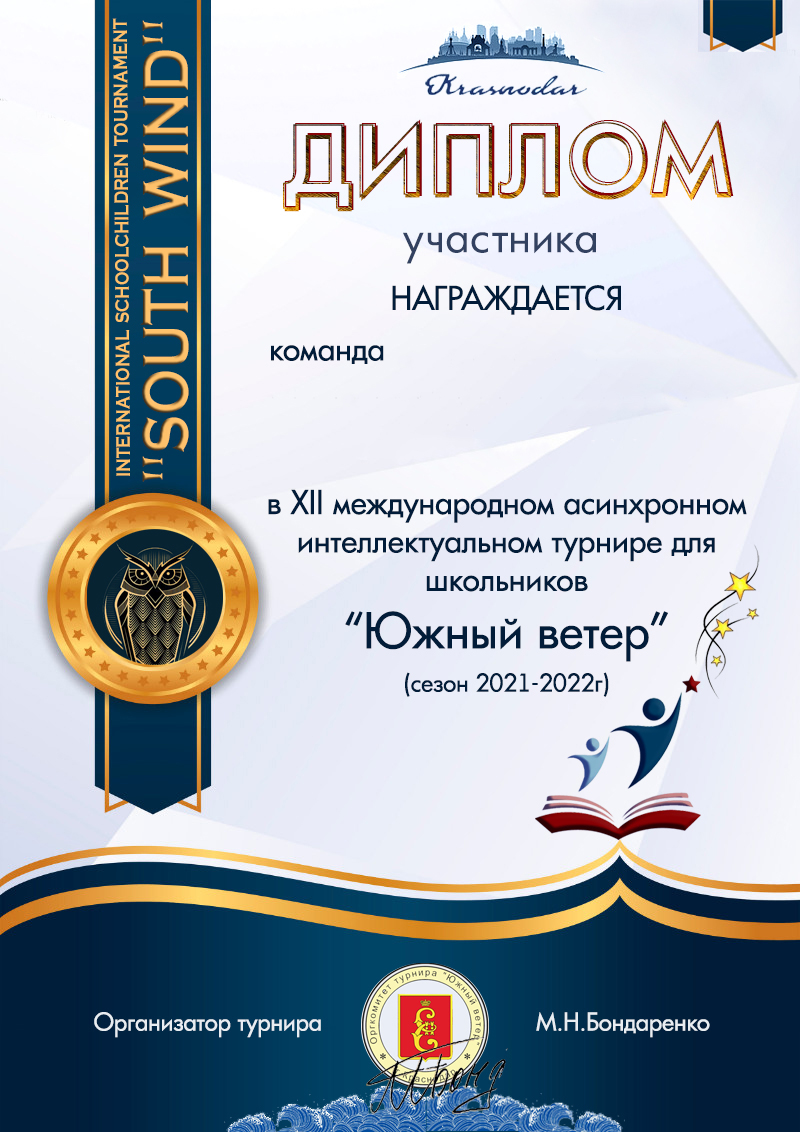 INTERNATIONAL SCHOOLCHILDREN TOURNAMENT
"SOUTH WIND"
Krasnodar
ДИПЛОМ
участника
НАГРАЖДАЕТСЯ
команда
в XII международном асинхронном
интеллектуальном турнире для
школьников
“Южный ветер”
(сезон 2021-2022г)
Организатор турнира
Оргкомитет турнира "Южный ветер"
М.Н.Бондаренко